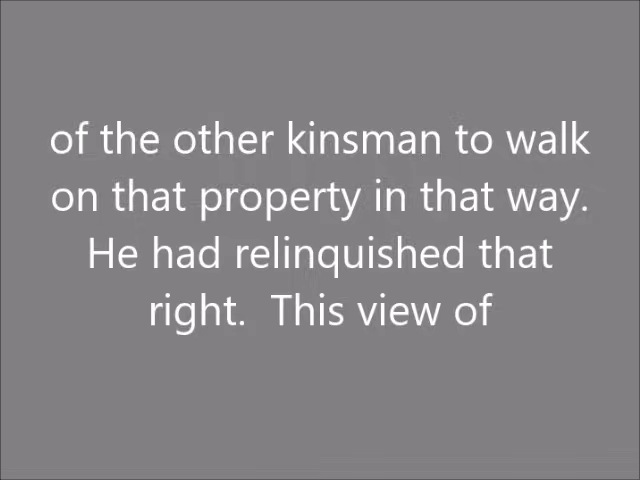 of the other kinsman to walk
on that property in that way.
He had relinquished that
right.  This view of